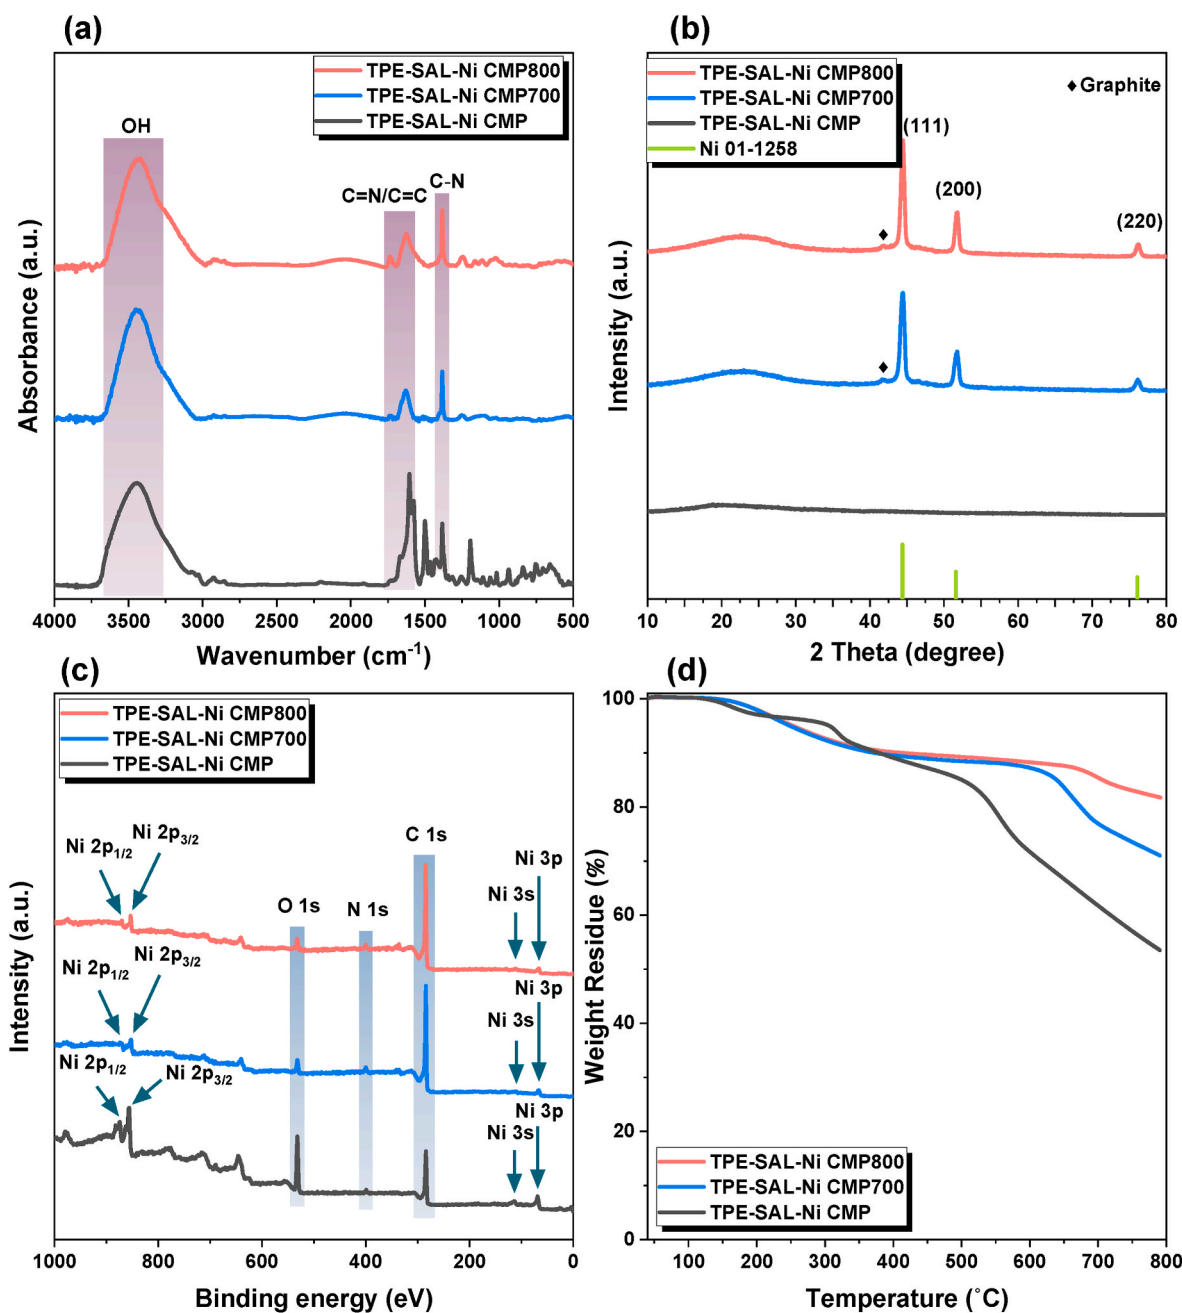 (a)
TPE-SAL-Ni CMP800
TPE-SAL-Ni CMP700
TPE-SAL-Ni CMP
OH
C=N/C=C
C-N
Absorbance (a.u.)
4000 3500 3000 2500 2000 1500 1000 500
Wavenumber (cm⁻¹)
(b)
TPE-SAL-Ni CMP800
TPE-SAL-Ni CMP700
TPE-SAL-Ni CMP
Ni 01-1258
♦ Graphite
(111)
(200)
(220)
♦
♦
Intensity (a.u.)
10 20 30 40 50 60 70 80
2 Theta (degree)
(c)
TPE-SAL-Ni CMP800
TPE-SAL-Ni CMP700
TPE-SAL-Ni CMP
Ni 2p₁/₂
Ni 2p₃/₂
O 1s
N 1s
C 1s
Ni 3s
Ni 3p
Ni 2p₁/₂
Ni 2p₃/₂
Ni 3s
Ni 3p
Ni 2p₁/₂
Ni 2p₃/₂
Ni 3s
Ni 3p
Intensity (a.u.)
1000 800 600 400 200 0
Binding energy (eV)
(d)
100
80
60
40
20
0
Weight Residue (%)
TPE-SAL-Ni CMP800
TPE-SAL-Ni CMP700
TPE-SAL-Ni CMP
100 200 300 400 500 600 700 800
Temperature (˚C)